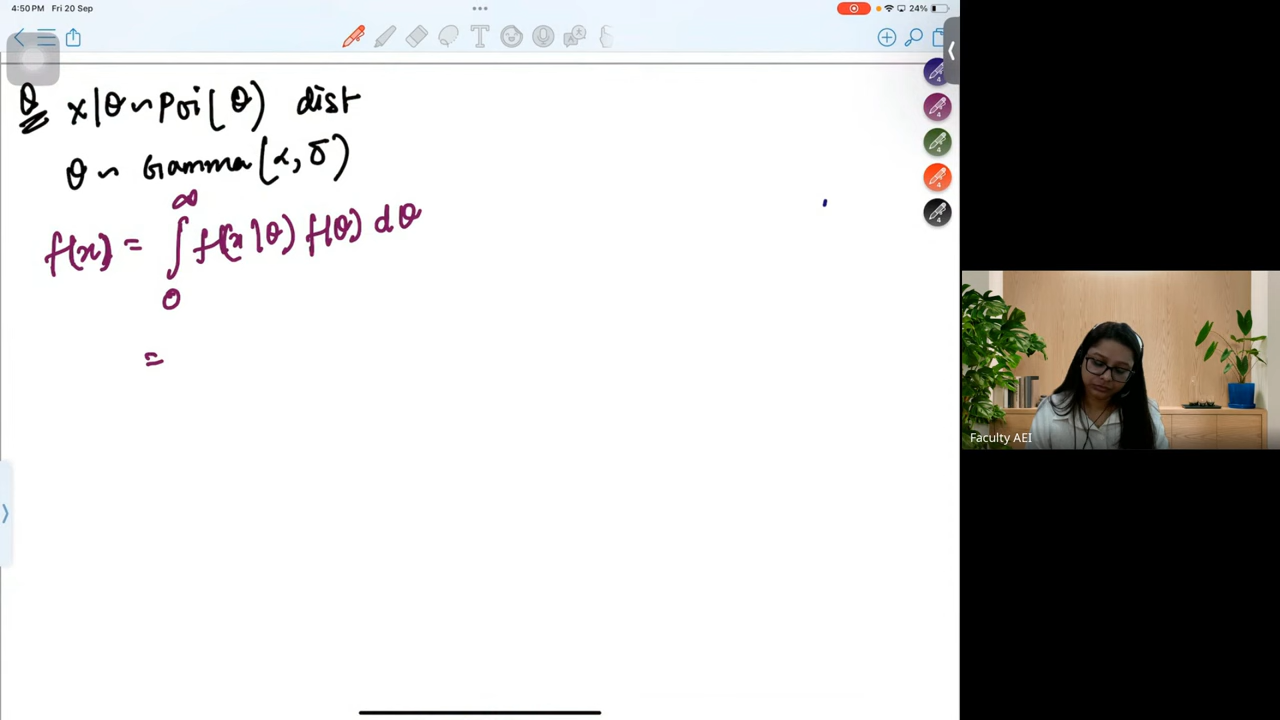 4:50 PM Fri 20 Sep
24%
Q x|θ ~ Poi(θ) dist
θ ~ Gamma(α, δ)
f(x) = ∫₀^∞ f(x|θ) f(θ) dθ
=
Faculty AEI